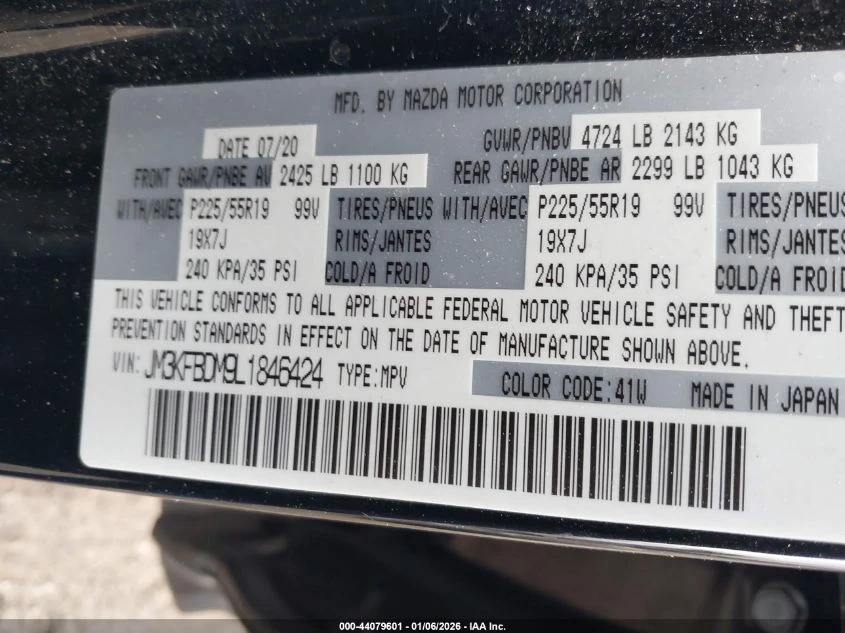 MFD. BY MAZDA MOTOR CORPORATION
DATE 07/20 GVWR/PNBV 4724 LB 2143 KG
FRONT GAWR/PNBE AV 2425 LB 1100 KG REAR GAWR/PNBE AR 2299 LB 1043 KG
WITH/AVEC P225/55R19 99V TIRES/PNEUS WITH/AVEC P225/55R19 99V TIRES/PNEUS
19X7J RIMS/JANTES 19X7J RIMS/JANTES
240 KPA/35 PSI COLD/A FROID 240 KPA/35 PSI COLD/A FROID
THIS VEHICLE CONFORMS TO ALL APPLICABLE FEDERAL MOTOR VEHICLE SAFETY AND THEFT
PREVENTION STANDARDS IN EFFECT ON THE DATE OF MANUFACTURE SHOWN ABOVE.
VIN: JM3KFBDM9L1846424 TYPE:MPV COLOR CODE:41W MADE IN JAPAN
000-44079601 - 01/06/2026 - IAA Inc.